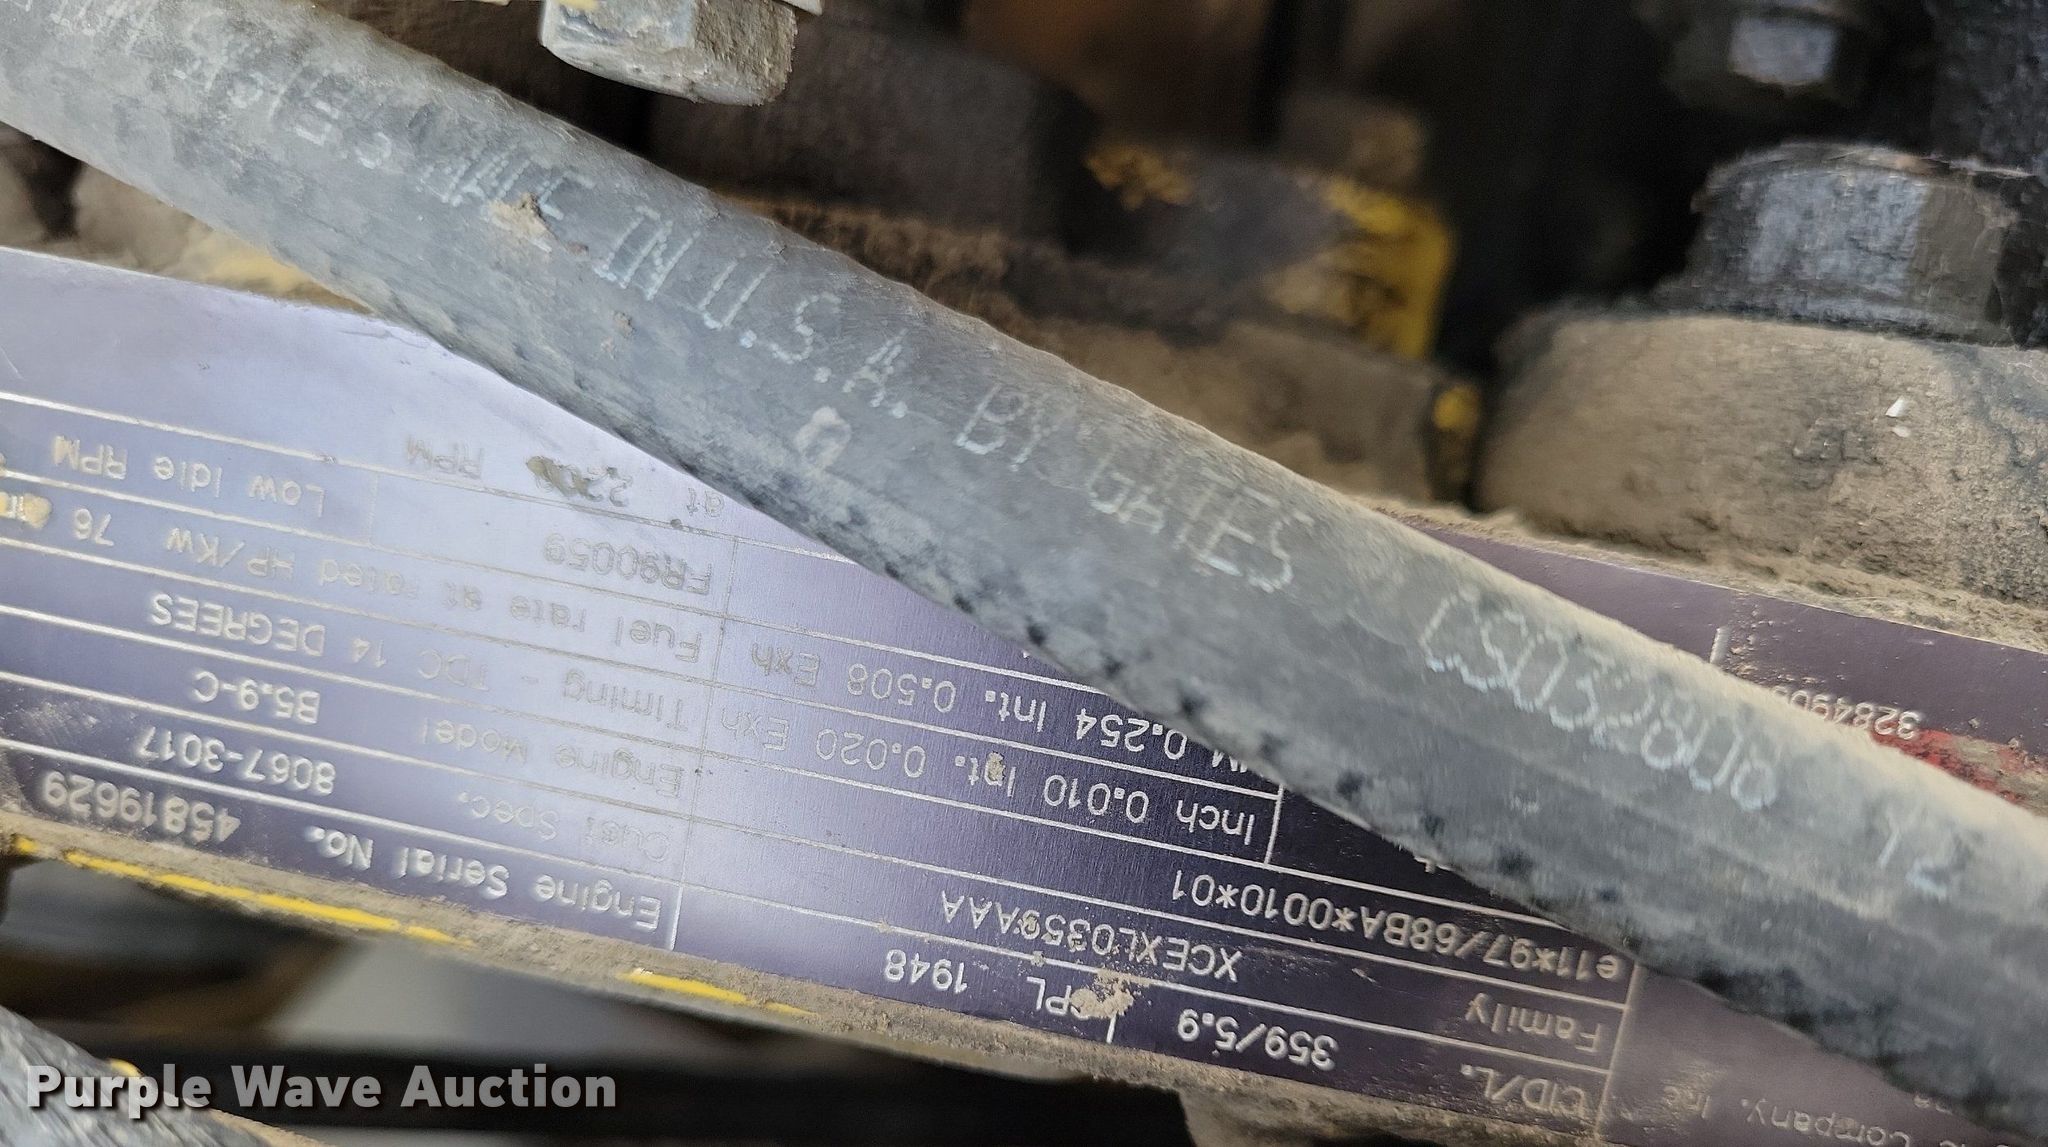 MADE IN U.S.A. BY GATES CS032800
Company, Inc
C.I.D/L. 359/5.9 CPL 1948
Family XCEXL0359AAA
e11*97/68BA*0010*01
Inch 0.010 Int. 0.020 Exh
0.254 Int. 0.508 Exh
Engine Serial No. 45819629
Cust Spec. 8067-3017
Engine Model B5.9-C
Timing - TDC 14 DEGREES
Fuel rate at rated HP/KW 76
FR90059 Low Idle RPM
at RPM
Purple Wave Auction